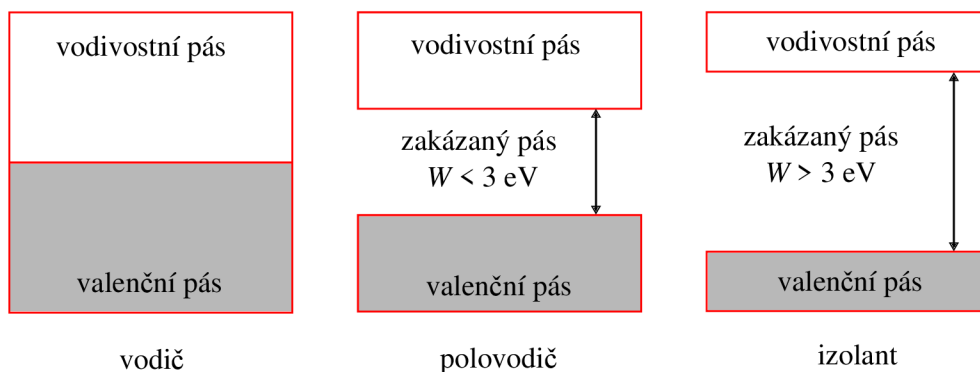 vodivostní pás
valenční pás
vodič
vodivostní pás
zakázaný pás
W < 3 eV
valenční pás
polovodič
vodivostní pás
zakázaný pás
W > 3 eV
valenční pás
izolant